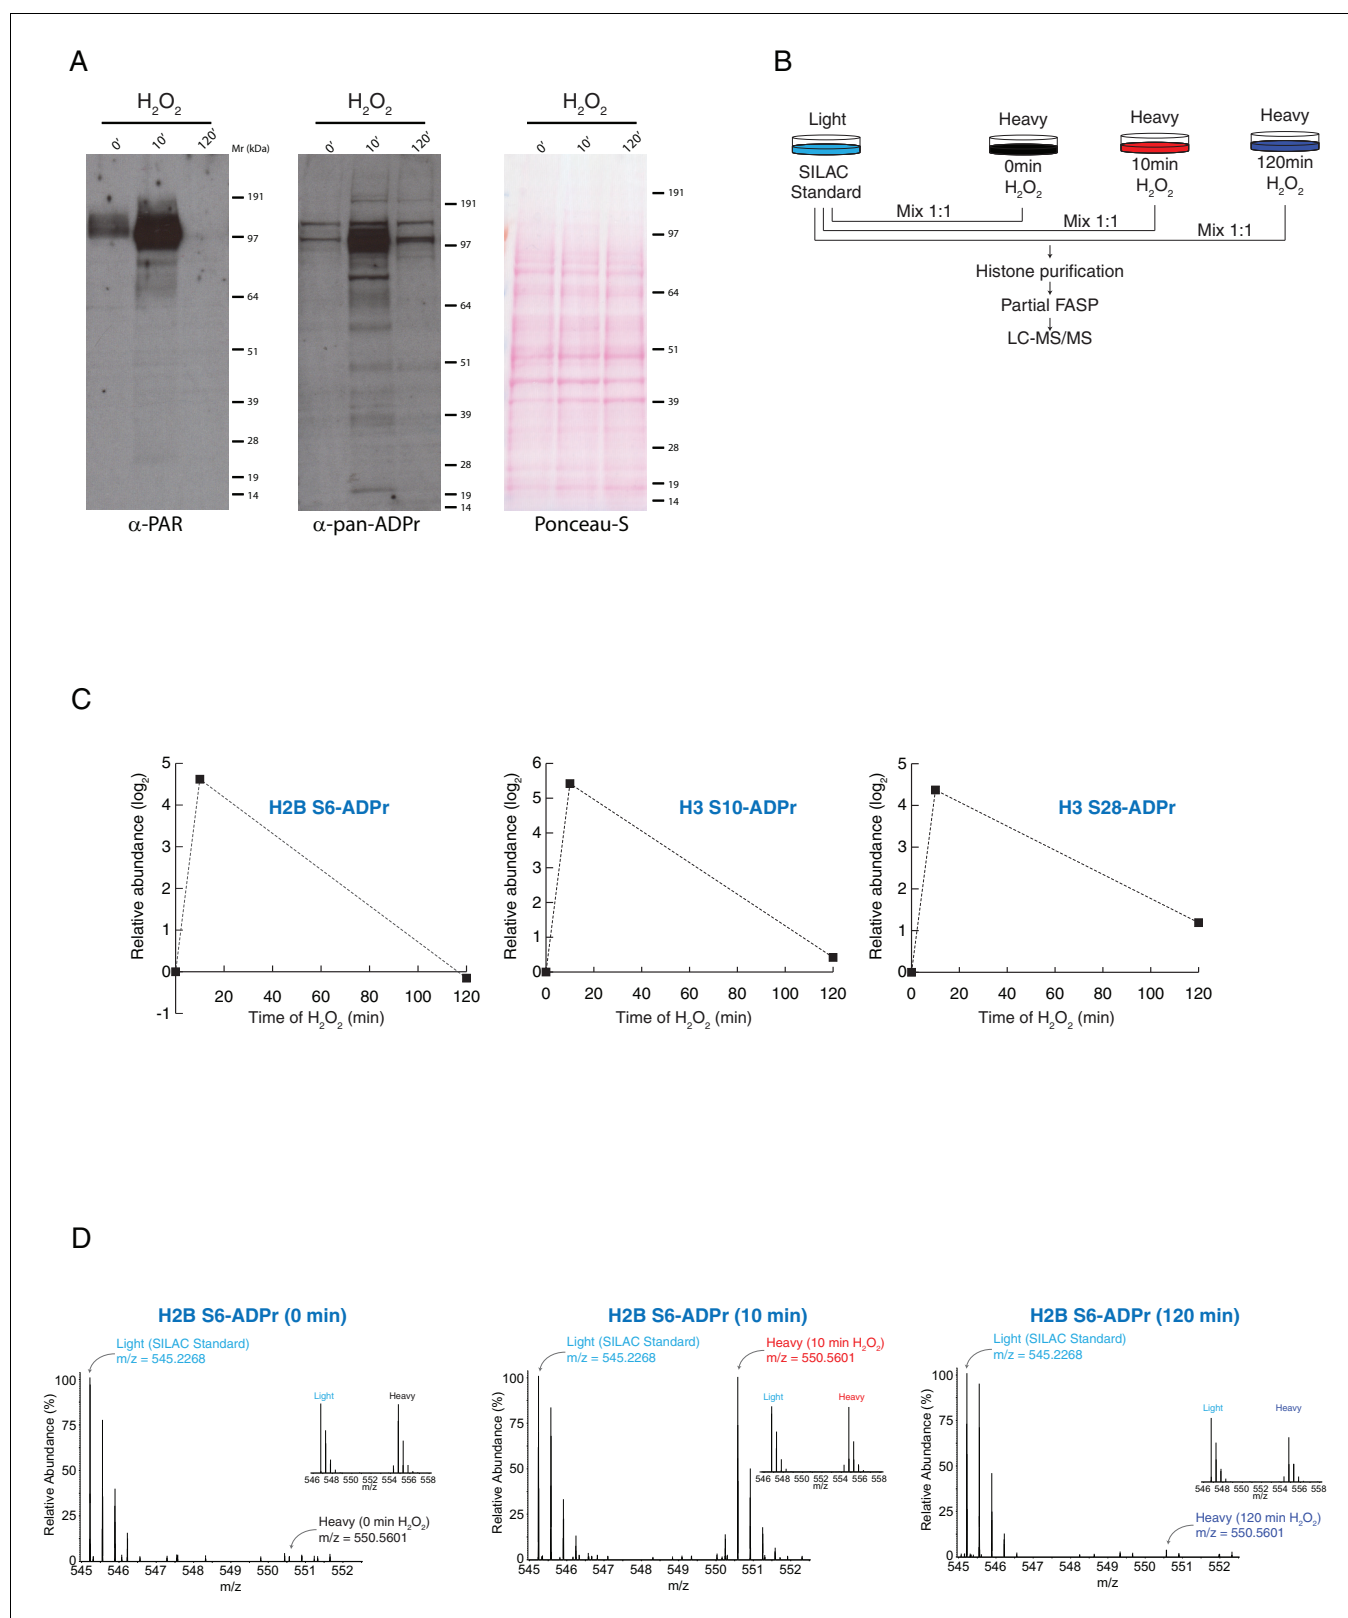 A
H2O2
0'
10'
120'
Mr (kDa)
191
97
64
51
39
28
19
14
α-PAR
H2O2
0'
10'
120'
191
97
64
51
39
28
19
14
α-pan-ADPr
H2O2
0'
10'
120'
191
97
64
51
39
28
19
14
Ponceau-S
B
Light
SILAC
Standard
Heavy
0min
H2O2
Heavy
10min
H2O2
Heavy
120min
H2O2
Mix 1:1
Mix 1:1
Mix 1:1
Histone purification
Partial FASP
LC-MS/MS
C
Relative abundance (log2)
5
4
3
2
1
0
-1
H2B S6-ADPr
20 40 60 80 100 120
Time of H2O2 (min)
Relative abundance (log2)
6
5
4
3
2
1
0
H3 S10-ADPr
0 20 40 60 80 100 120
Time of H2O2 (min)
Relative abundance (log2)
5
4
3
2
1
0
H3 S28-ADPr
0 20 40 60 80 100 120
Time of H2O2 (min)
D
H2B S6-ADPr (0 min)
Light (SILAC Standard)
m/z = 545.2268
Relative Abundance (%)
100
75
50
25
0
Light
Heavy
546 548 550 552 554 556 558
m/z
Heavy (0 min H2O2)
m/z = 550.5601
545 546 547 548 549 550 551 552
m/z
H2B S6-ADPr (10 min)
Light (SILAC Standard)
m/z = 545.2268
Heavy (10 min H2O2)
m/z = 550.5601
Relative Abundance (%)
100
75
50
25
0
Light
Heavy
546 548 550 552 554 556 558
m/z
545 546 547 548 549 550 551 552
m/z
H2B S6-ADPr (120 min)
Light (SILAC Standard)
m/z = 545.2268
Relative Abundance (%)
100
75
50
25
0
Light
Heavy
546 548 550 552 554 556 558
m/z
Heavy (120 min H2O2)
m/z = 550.5601
545 546 547 548 549 550 551 552
m/z